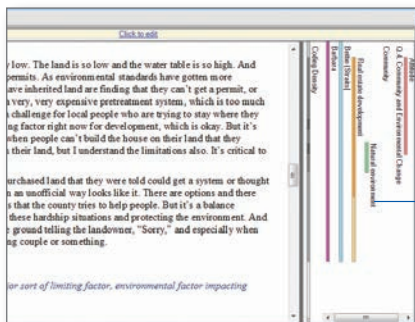 Click to edit
low. The land is so low and the water table is so high. And
permits. As environmental standards have gotten more
ave inherited land are finding that they can't get a permit, or
very, very expensive pretreatment system, which is too much
challenge for local people who are trying to stay where they
ng factor right now for development, which is okay. But it's
when people can't build the house on their land that they
their land, but I understand the limitations also. It's critical to
urchased land that they were told could get a system or thought
n an unofficial way looks like it. There are options and there
s that the county tries to help people. But it's a balance
these hardship situations and protecting the environment. And
ground telling the landowner, "Sorry," and especially when
ng couple or something.
or sort of limiting factor, environmental factor impacting
Attitude
Q 4 Community and Environmental Change
Community
Natural environment
Real estate development
Better (Strain)
Barbara
Coding Density